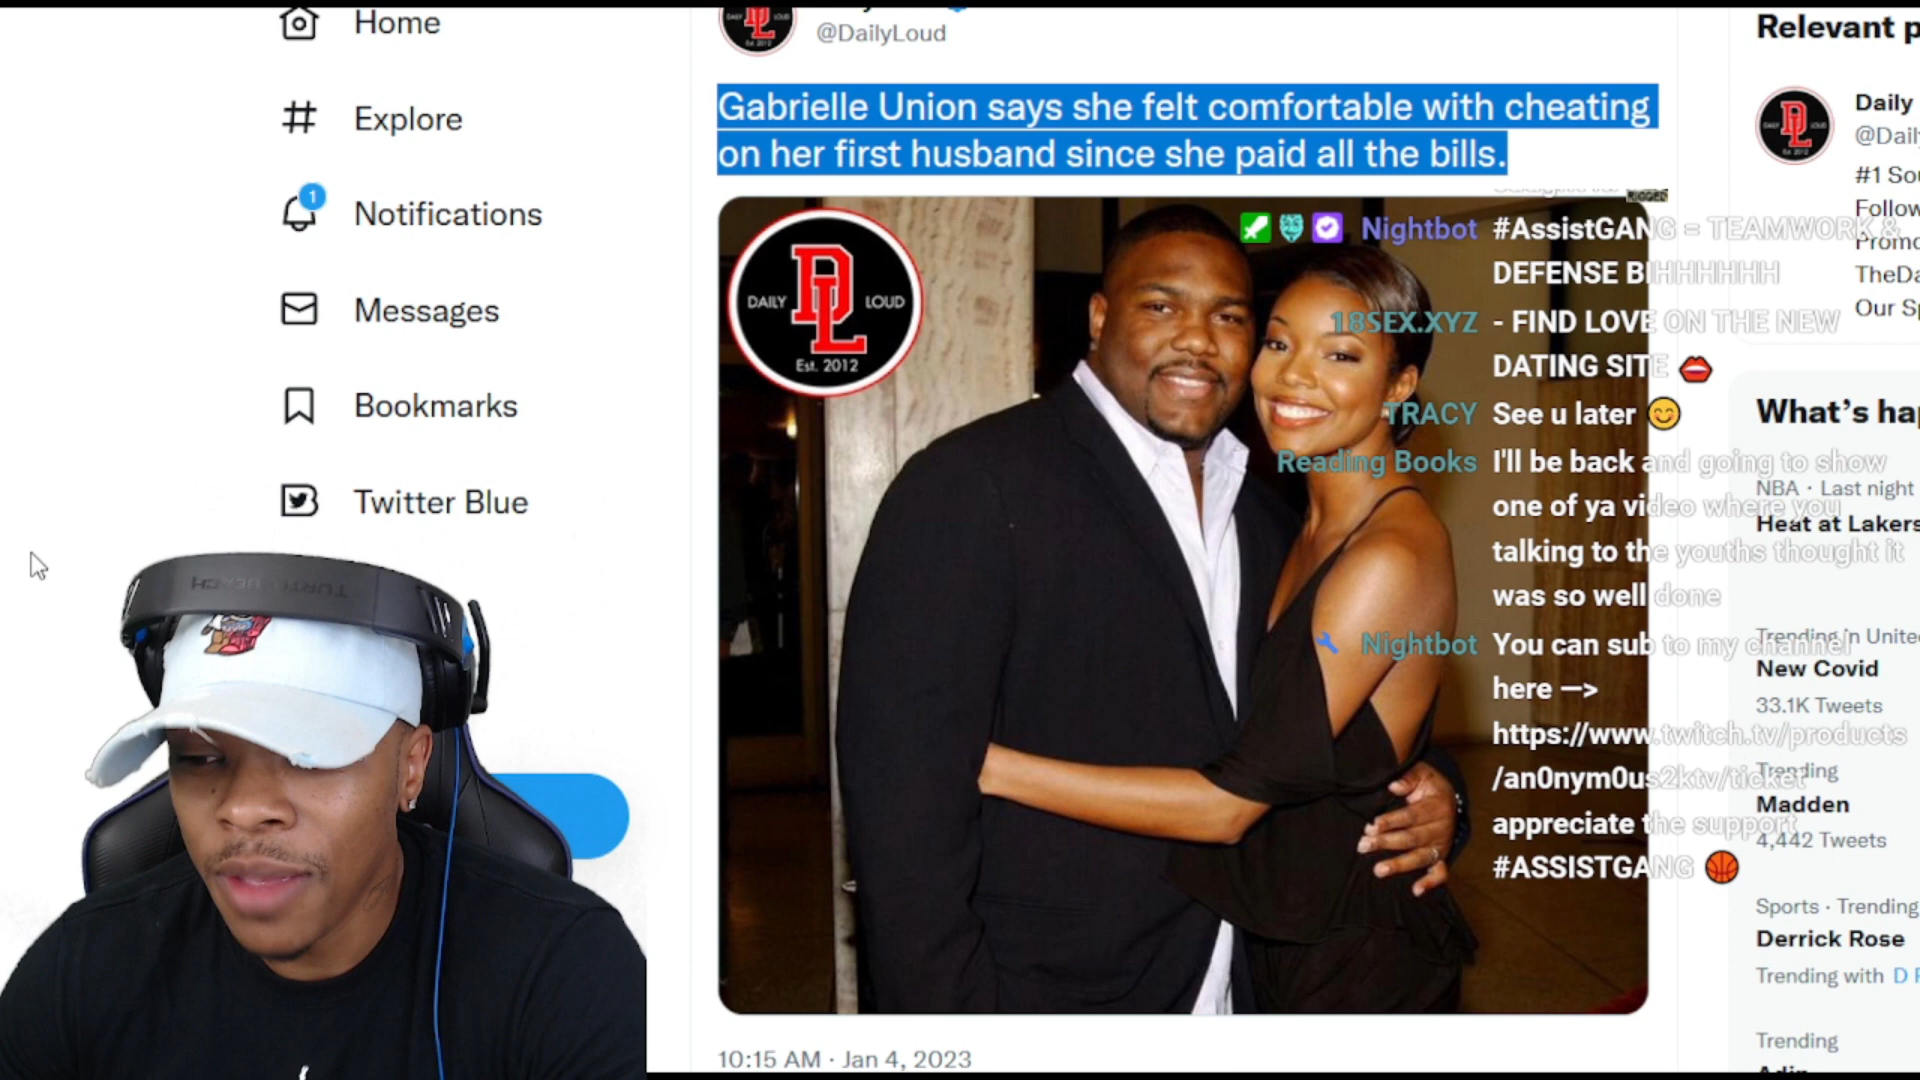 Home
Explore
1
Notifications
Messages
Bookmarks
Twitter Blue
@DailyLoud
Gabrielle Union says she felt comfortable with cheating
on her first husband since she paid all the bills.
DAILY DL LOUD
Est. 2012
Nightbot #AssistGANG = TEAMWORK &
DEFENSE BIHHHHHH
18SEX.XYZ - FIND LOVE ON THE NEW
DATING SITE
TRACY See u later
Reading Books I'll be back and going to show
one of ya video where you
talking to the youths thought it
was so well done
Nightbot You can sub to my channel
here —>
https://www.twitch.tv/products
/an0nym0us2ktv/ticket
appreciate the support
#ASSISTGANG
10:15 AM · Jan 4, 2023
Relevant p
Daily
@Dail
#1 Sou
Follow
Promo
TheDa
Our Sp
What's hap
NBA · Last night
Heat at Lakers
Trending in Unite
New Covid
33.1K Tweets
Trending
Madden
4,442 Tweets
Sports · Trending
Derrick Rose
Trending with D
Trending
TURTLE BEACH